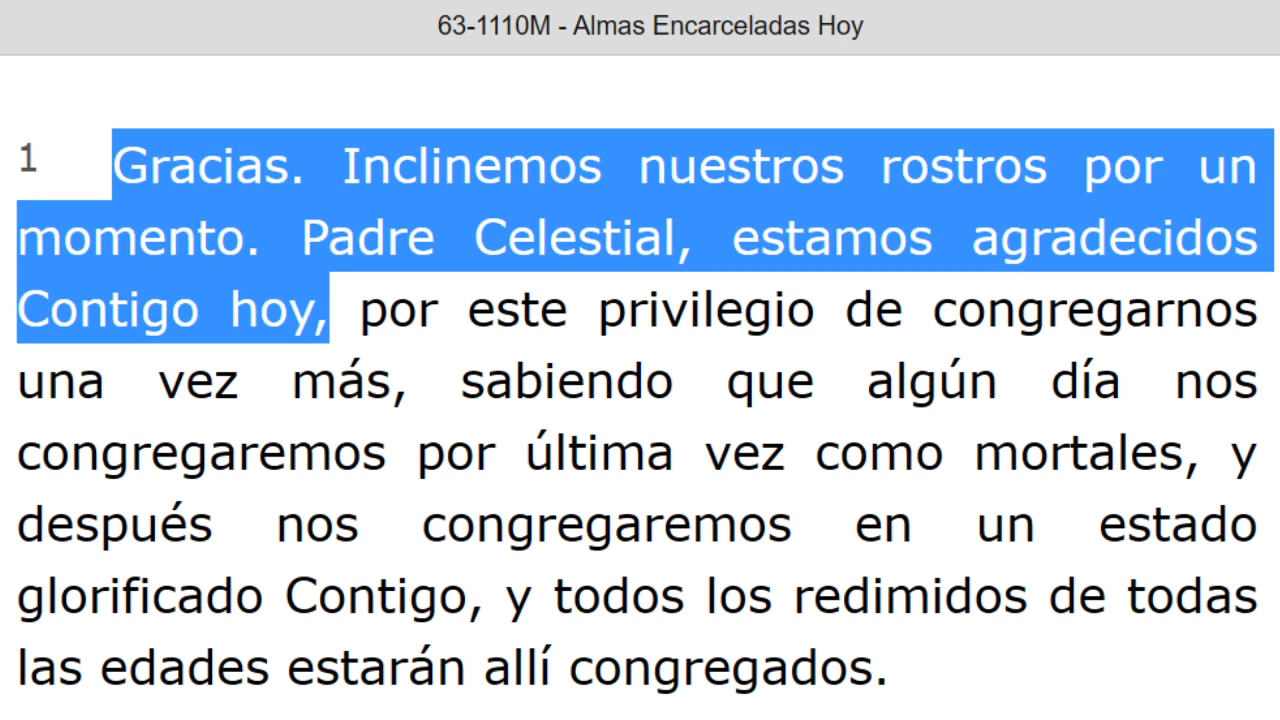 63-1110M - Almas Encarceladas Hoy
1 Gracias. Inclinemos nuestros rostros por un
momento. Padre Celestial, estamos agradecidos
Contigo hoy, por este privilegio de congregarnos
una vez más, sabiendo que algún día nos
congregaremos por última vez como mortales, y
después nos congregaremos en un estado
glorificado Contigo, y todos los redimidos de todas
las edades estarán allí congregados.